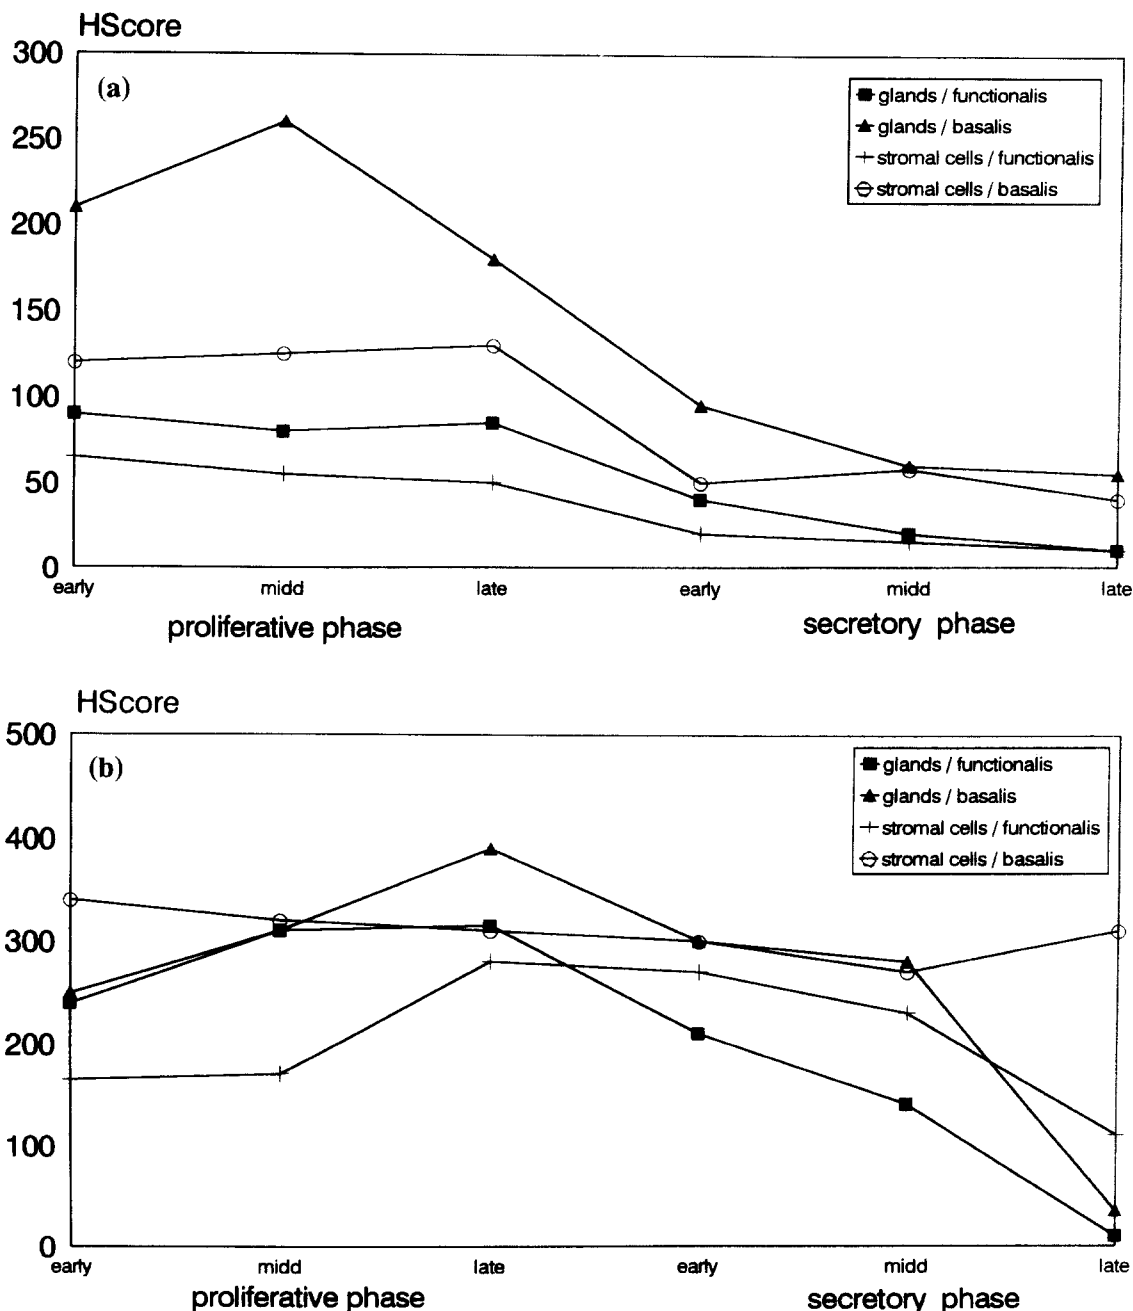 HScore
300
(a)
glands / functionalis
glands / basalis
stromal cells / functionalis
stromal cells / basalis
250
200
150
100
50
0
early midd late early midd late
proliferative phase secretory phase
HScore
500
(b)
glands / functionalis
glands / basalis
stromal cells / functionalis
stromal cells / basalis
400
300
200
100
0
early midd late early midd late
proliferative phase secretory phase